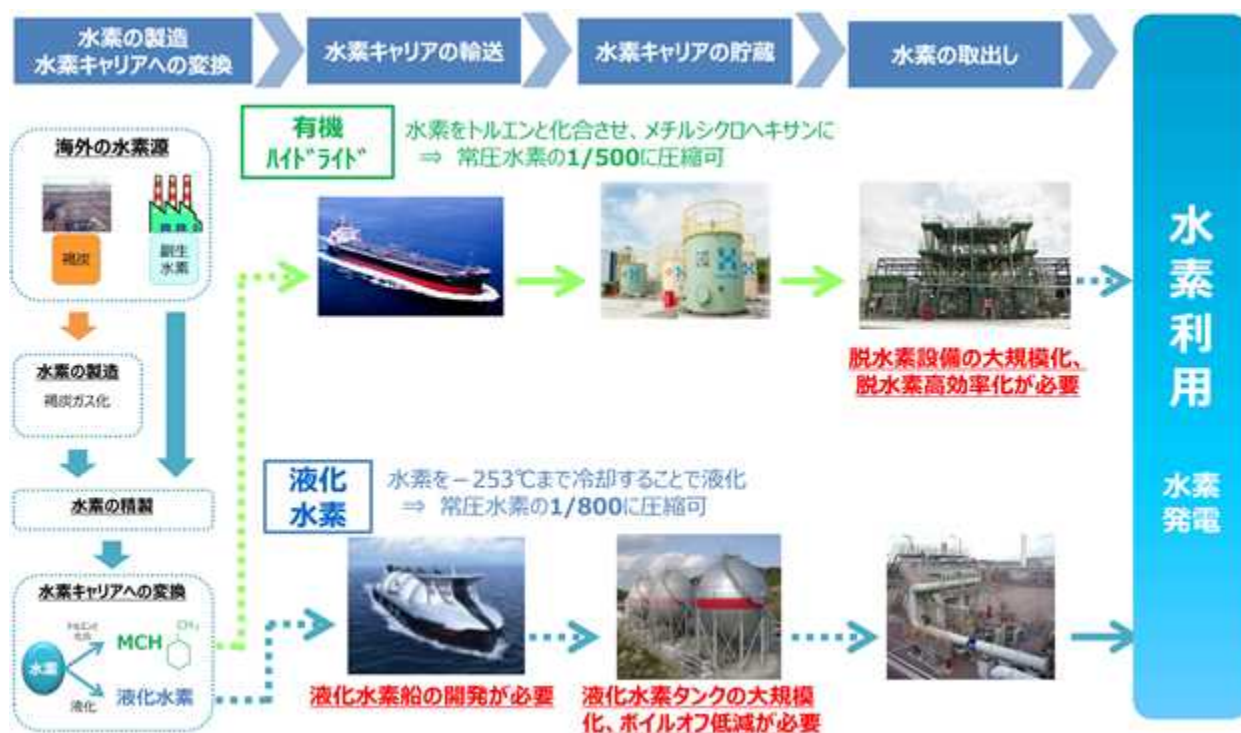 水素の製造
水素キャリアへの変換
水素キャリアの輸送
水素キャリアの貯蔵
水素の取出し
海外の水素源
褐炭
副生
水素
水素の製造
褐炭ガス化
水素の精製
水素キャリアへの変換
水素
トルエンと
化合
MCH
CH₃
液化
液化水素
有機
ハイドライド
水素をトルエンと化合させ、メチルシクロヘキサンに
⇒ 常圧水素の1/500に圧縮可
脱水素設備の大規模化、
脱水素高効率化が必要
液化
水素
水素を－253℃まで冷却することで液化
⇒ 常圧水素の1/800に圧縮可
液化水素船の開発が必要
液化水素タンクの大規模
化、ボイルオフ低減が必要
水素利用
水素
発電